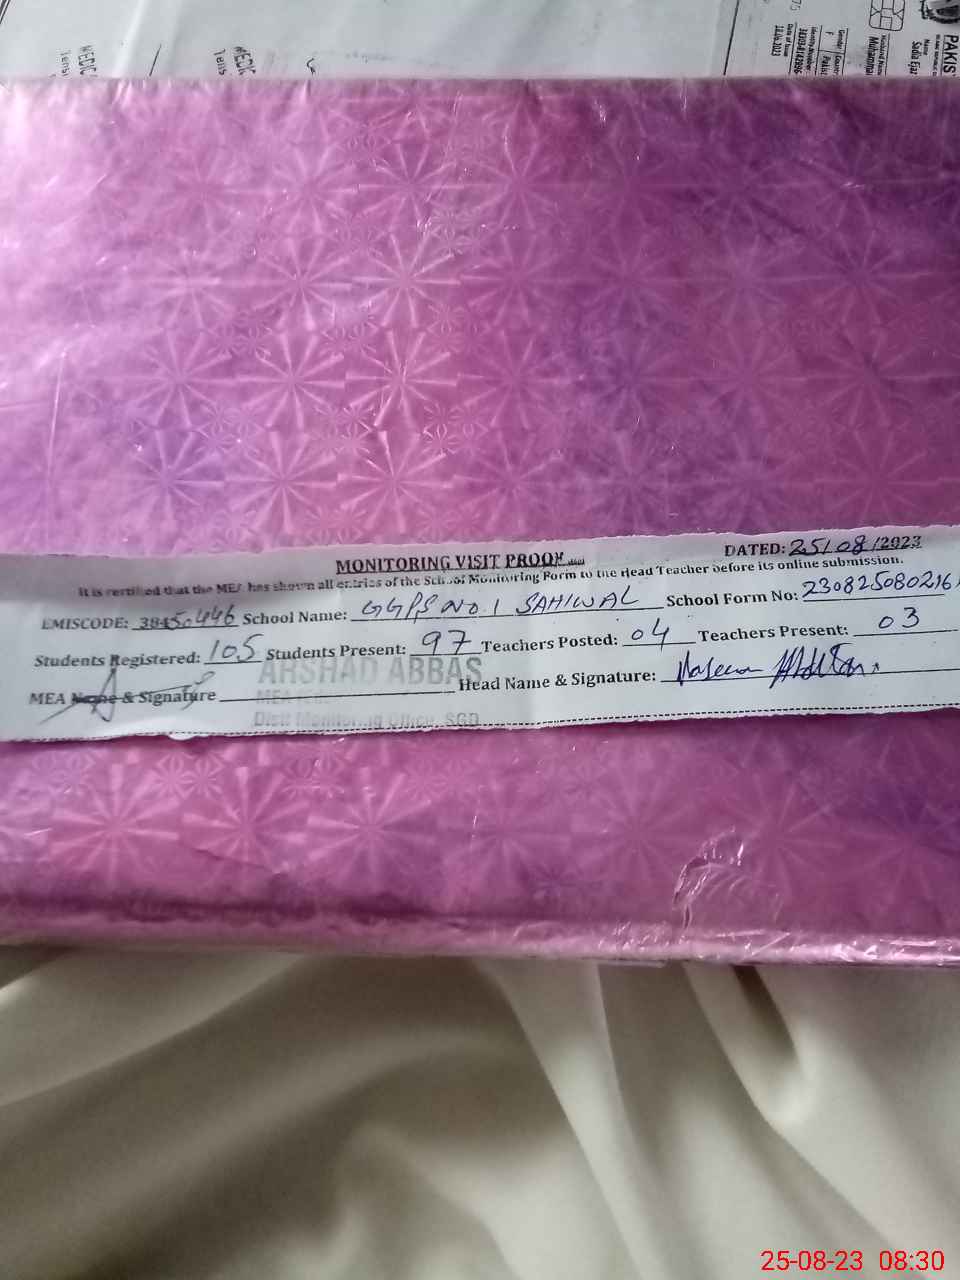 PAKIS
MONITORING VISIT PROOF
DATED: 25/08/2023
It is certified that the MEA has shown all entries of the School Monitoring Form to the Head Teacher before its online submission.
EMISCODE: 38450446 School Name: GGPS NO.1 SAHIWAL School Form No: 230825080216
Students Registered: 105 Students Present: 97 Teachers Posted: 04 Teachers Present: 03
ARSHAD ABBAS
MEA Name & Signature Head Name & Signature:
Distt Monitoring Office, SGD
25-08-23 08:30